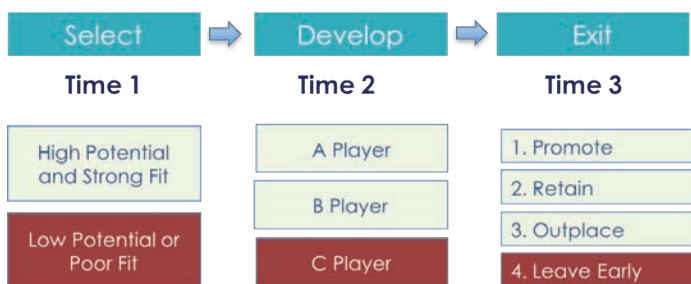 Select
Develop
Exit
Time 1
Time 2
Time 3
High Potential
and Strong Fit
Low Potential or
Poor Fit
A Player
B Player
C Player
1. Promote
2. Retain
3. Outplace
4. Leave Early